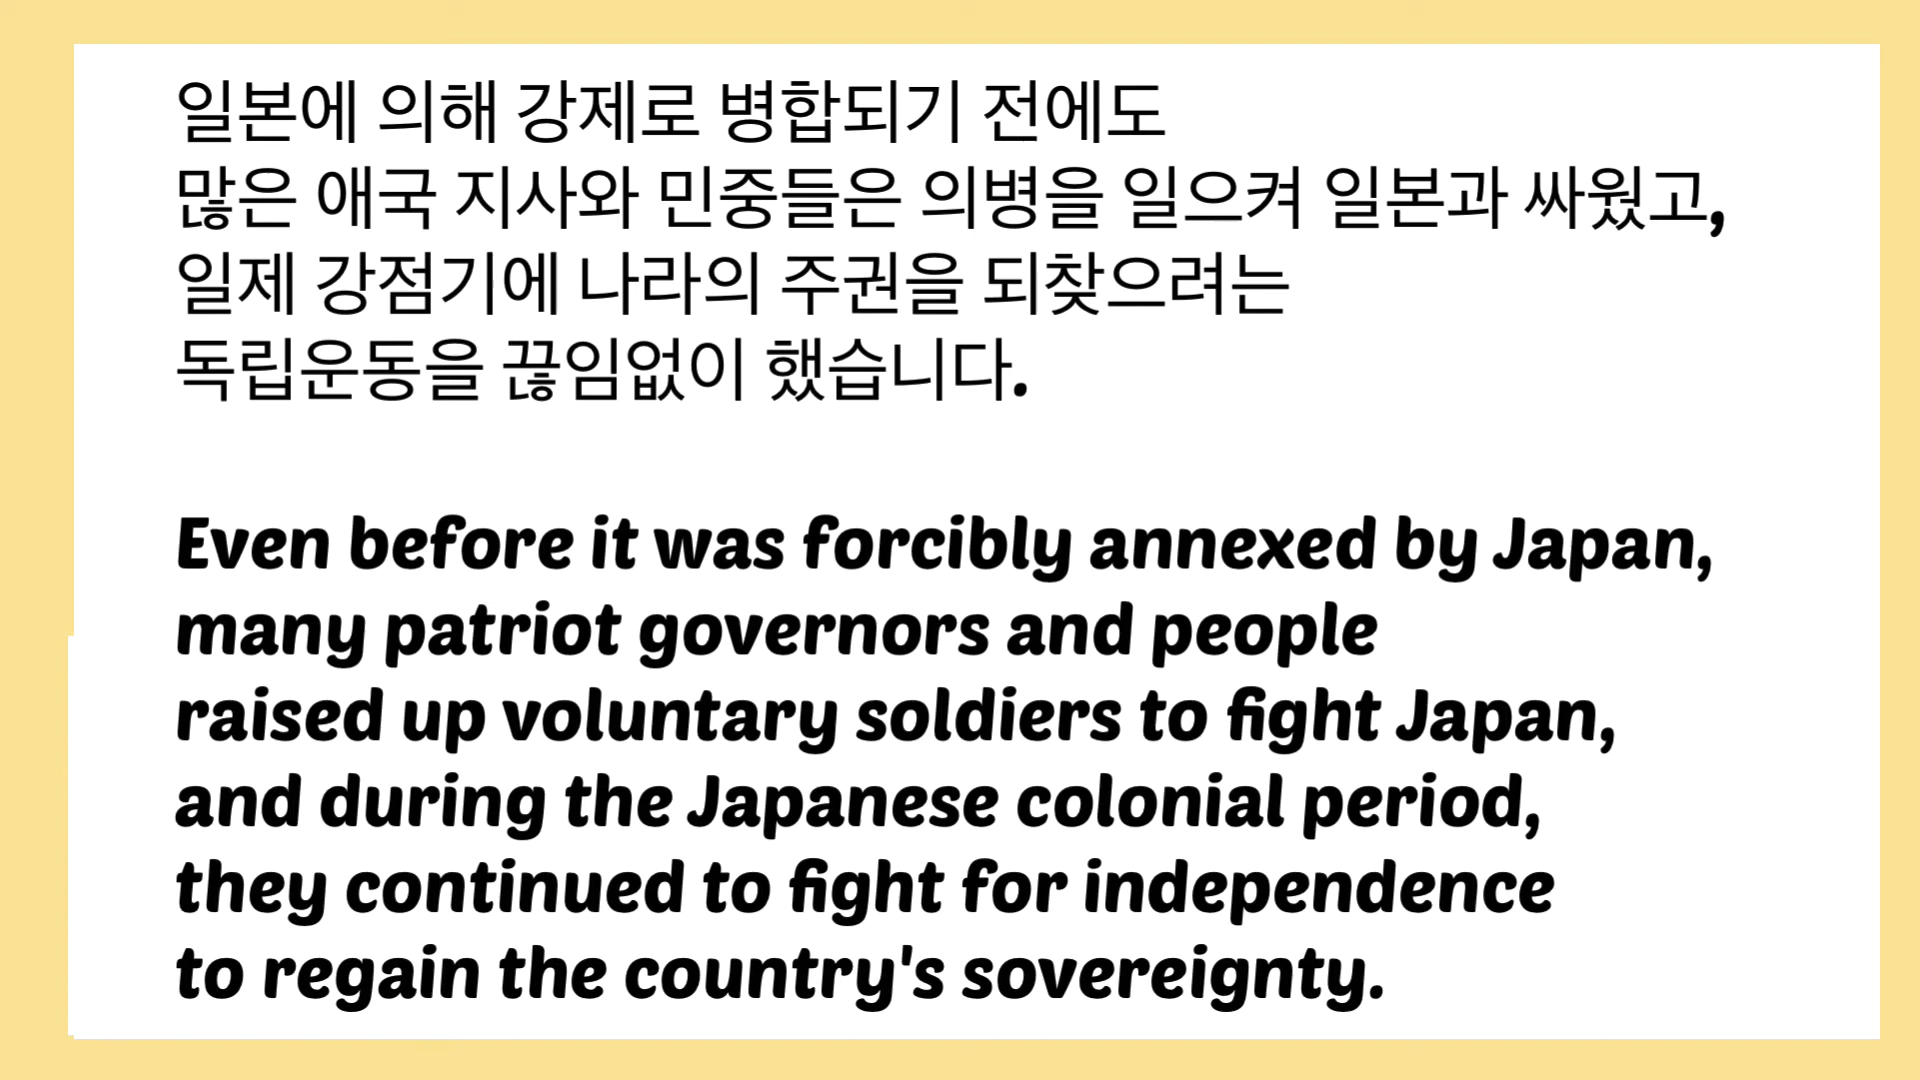 일본에 의해 강제로 병합되기 전에도
많은 애국 지사와 민중들은 의병을 일으켜 일본과 싸웠고,
일제 강점기에 나라의 주권을 되찾으려는
독립운동을 끊임없이 했습니다.
Even before it was forcibly annexed by Japan,
many patriot governors and people
raised up voluntary soldiers to fight Japan,
and during the Japanese colonial period,
they continued to fight for independence
to regain the country's sovereignty.